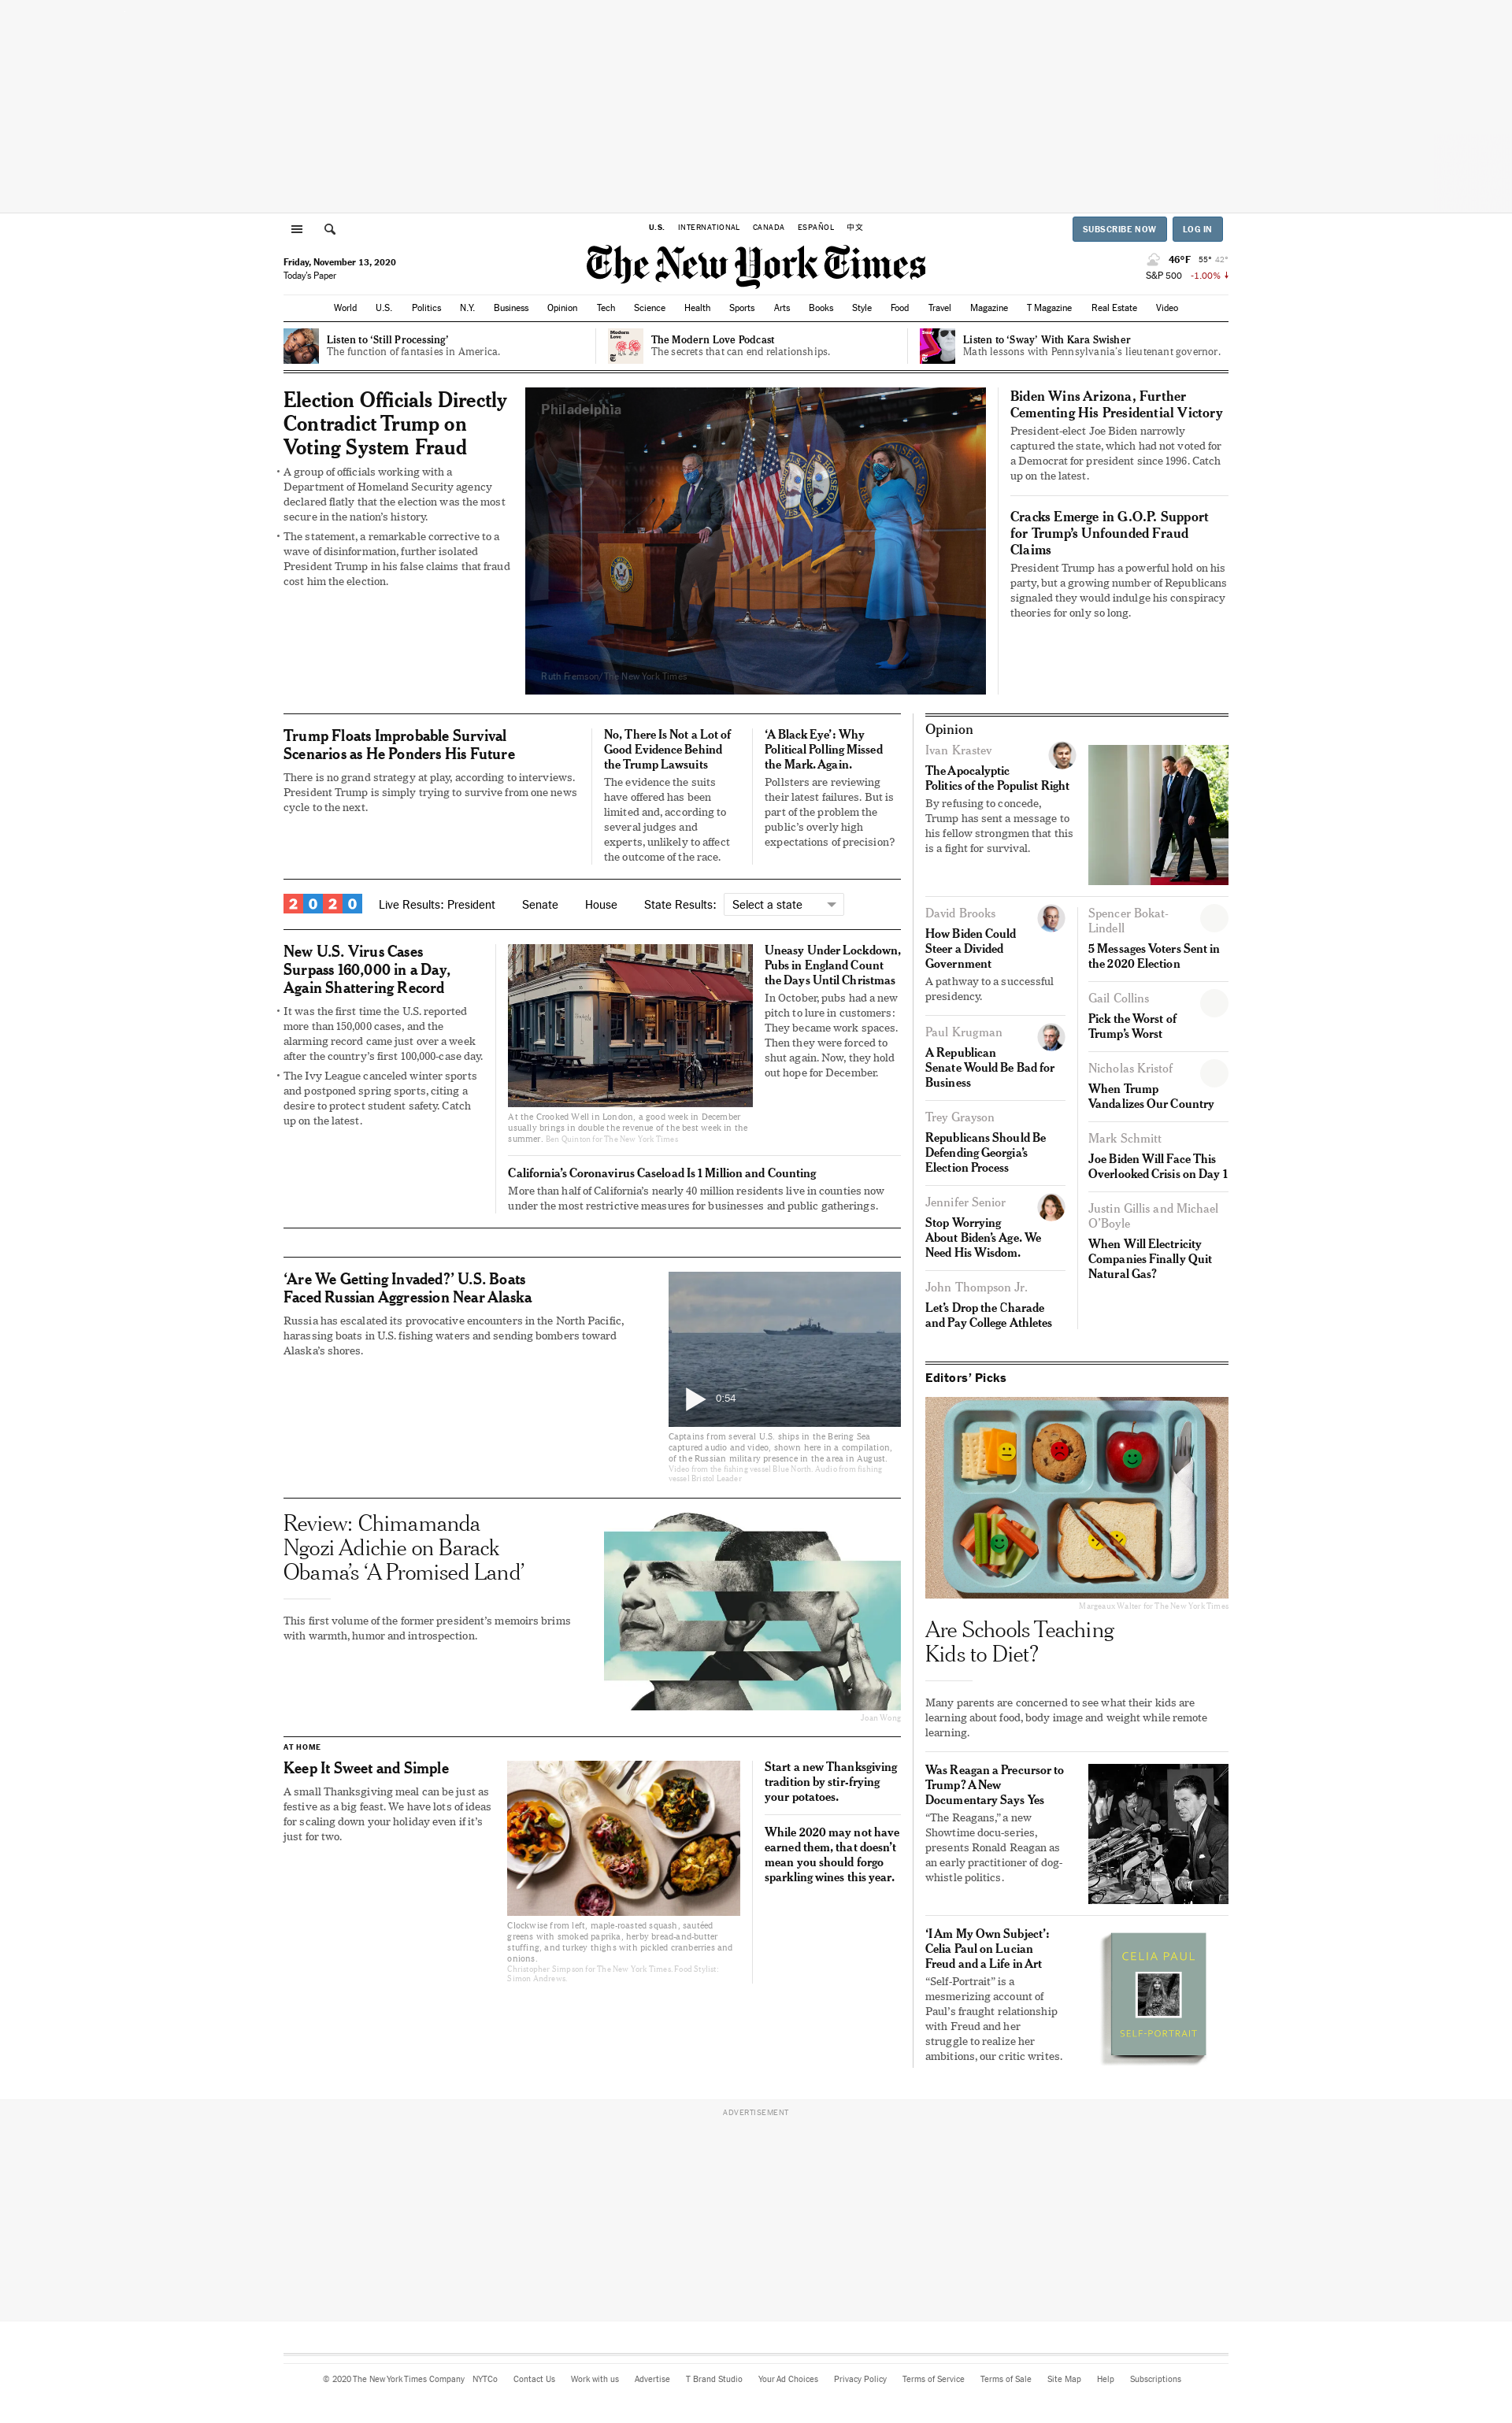 U.S. INTERNATIONAL CANADA ESPAÑOL 中文
SUBSCRIBE NOW LOG IN
Friday, November 13, 2020
Today's Paper
The New York Times
46°F 55° 42°
S&P 500 -1.00%
World U.S. Politics N.Y. Business Opinion Tech Science Health Sports Arts Books Style Food Travel Magazine T Magazine Real Estate Video
Listen to ‘Still Processing’
The function of fantasies in America.
Modern Love
The Modern Love Podcast
The secrets that can end relationships.
Sway
Listen to ‘Sway’ With Kara Swisher
Math lessons with Pennsylvania's lieutenant governor.
Election Officials Directly
Contradict Trump on
Voting System Fraud
A group of officials working with a
Department of Homeland Security agency
declared flatly that the election was the most
secure in the nation's history.
The statement, a remarkable corrective to a
wave of disinformation, further isolated
President Trump in his false claims that fraud
cost him the election.
Philadelphia
Ruth Fremson/The New York Times
Biden Wins Arizona, Further
Cementing His Presidential Victory
President-elect Joe Biden narrowly
captured the state, which had not voted for
a Democrat for president since 1996. Catch
up on the latest.
Cracks Emerge in G.O.P. Support
for Trump's Unfounded Fraud
Claims
President Trump has a powerful hold on his
party, but a growing number of Republicans
signaled they would indulge his conspiracy
theories for only so long.
Trump Floats Improbable Survival
Scenarios as He Ponders His Future
There is no grand strategy at play, according to interviews.
President Trump is simply trying to survive from one news
cycle to the next.
No, There Is Not a Lot of
Good Evidence Behind
the Trump Lawsuits
The evidence the suits
have offered has been
limited and, according to
several judges and
experts, unlikely to affect
the outcome of the race.
‘A Black Eye’: Why
Political Polling Missed
the Mark. Again.
Pollsters are reviewing
their latest failures. But is
part of the problem the
public's overly high
expectations of precision?
2020 Live Results: President Senate House State Results: Select a state
New U.S. Virus Cases
Surpass 160,000 in a Day,
Again Shattering Record
It was the first time the U.S. reported
more than 150,000 cases, and the
alarming record came just over a week
after the country's first 100,000-case day.
The Ivy League canceled winter sports
and postponed spring sports, citing a
desire to protect student safety. Catch
up on the latest.
At the Crooked Well in London, a good week in December
usually brings in double the revenue of the best week in the
summer. Ben Quinton for The New York Times
Uneasy Under Lockdown,
Pubs in England Count
the Days Until Christmas
In October, pubs had a new
pitch to lure in customers:
They became work spaces.
Then they were forced to
shut again. Now, they hold
out hope for December.
California's Coronavirus Caseload Is 1 Million and Counting
More than half of California's nearly 40 million residents live in counties now
under the most restrictive measures for businesses and public gatherings.
‘Are We Getting Invaded?’ U.S. Boats
Faced Russian Aggression Near Alaska
Russia has escalated its provocative encounters in the North Pacific,
harassing boats in U.S. fishing waters and sending bombers toward
Alaska's shores.
0:54
Captains from several U.S. ships in the Bering Sea
captured audio and video, shown here in a compilation,
of the Russian military presence in the area in August.
Video from the fishing vessel Blue North. Audio from fishing
vessel Bristol Leader
Review: Chimamanda
Ngozi Adichie on Barack
Obama's ‘A Promised Land’
This first volume of the former president's memoirs brims
with warmth, humor and introspection.
Joan Wong
AT HOME
Keep It Sweet and Simple
A small Thanksgiving meal can be just as
festive as a big feast. We have lots of ideas
for scaling down your holiday even if it's
just for two.
Clockwise from left, maple-roasted squash, sautéed
greens with smoked paprika, herby bread-and-butter
stuffing, and turkey thighs with pickled cranberries and
onions.
Christopher Simpson for The New York Times. Food Stylist:
Simon Andrews.
Start a new Thanksgiving
tradition by stir-frying
your potatoes.
While 2020 may not have
earned them, that doesn't
mean you should forgo
sparkling wines this year.
Opinion
Ivan Krastev
The Apocalyptic
Politics of the Populist Right
By refusing to concede,
Trump has sent a message to
his fellow strongmen that this
is a fight for survival.
David Brooks
How Biden Could
Steer a Divided
Government
A pathway to a successful
presidency.
Paul Krugman
A Republican
Senate Would Be Bad for
Business
Trey Grayson
Republicans Should Be
Defending Georgia's
Election Process
Jennifer Senior
Stop Worrying
About Biden's Age. We
Need His Wisdom.
John Thompson Jr.
Let's Drop the Charade
and Pay College Athletes
Spencer Bokat-
Lindell
5 Messages Voters Sent in
the 2020 Election
Gail Collins
Pick the Worst of
Trump's Worst
Nicholas Kristof
When Trump
Vandalizes Our Country
Mark Schmitt
Joe Biden Will Face This
Overlooked Crisis on Day 1
Justin Gillis and Michael
O'Boyle
When Will Electricity
Companies Finally Quit
Natural Gas?
Editors' Picks
Margeaux Walter for The New York Times
Are Schools Teaching
Kids to Diet?
Many parents are concerned to see what their kids are
learning about food, body image and weight while remote
learning.
Was Reagan a Precursor to
Trump? A New
Documentary Says Yes
“The Reagans,” a new
Showtime docu-series,
presents Ronald Reagan as
an early practitioner of dog-
whistle politics.
‘I Am My Own Subject’:
Celia Paul on Lucian
Freud and a Life in Art
“Self-Portrait” is a
mesmerizing account of
Paul's fraught relationship
with Freud and her
struggle to realize her
ambitions, our critic writes.
CELIA PAUL
SELF-PORTRAIT
ADVERTISEMENT
© 2020 The New York Times Company NYTCo Contact Us Work with us Advertise T Brand Studio Your Ad Choices Privacy Policy Terms of Service Terms of Sale Site Map Help Subscriptions